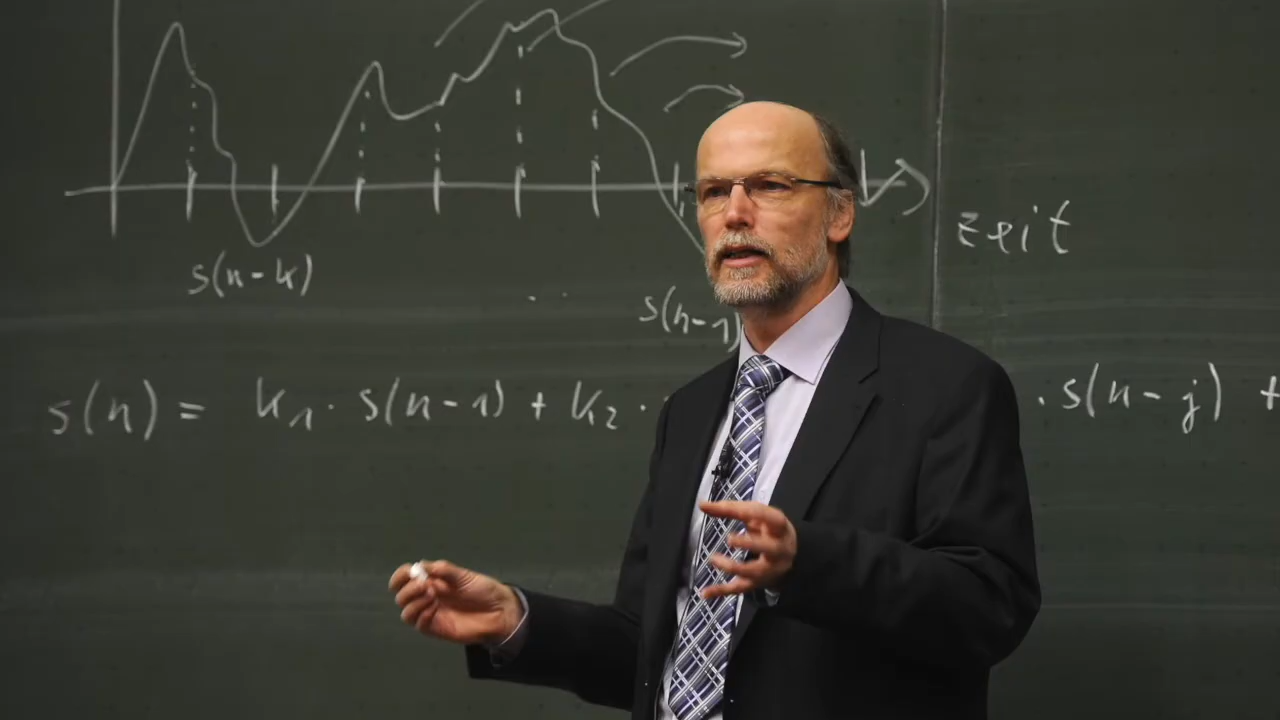 Zeit
s(n-k) ... s(n-1)
s(n) = k₁ · s(n-1) + k₂ · · s(n-j) +